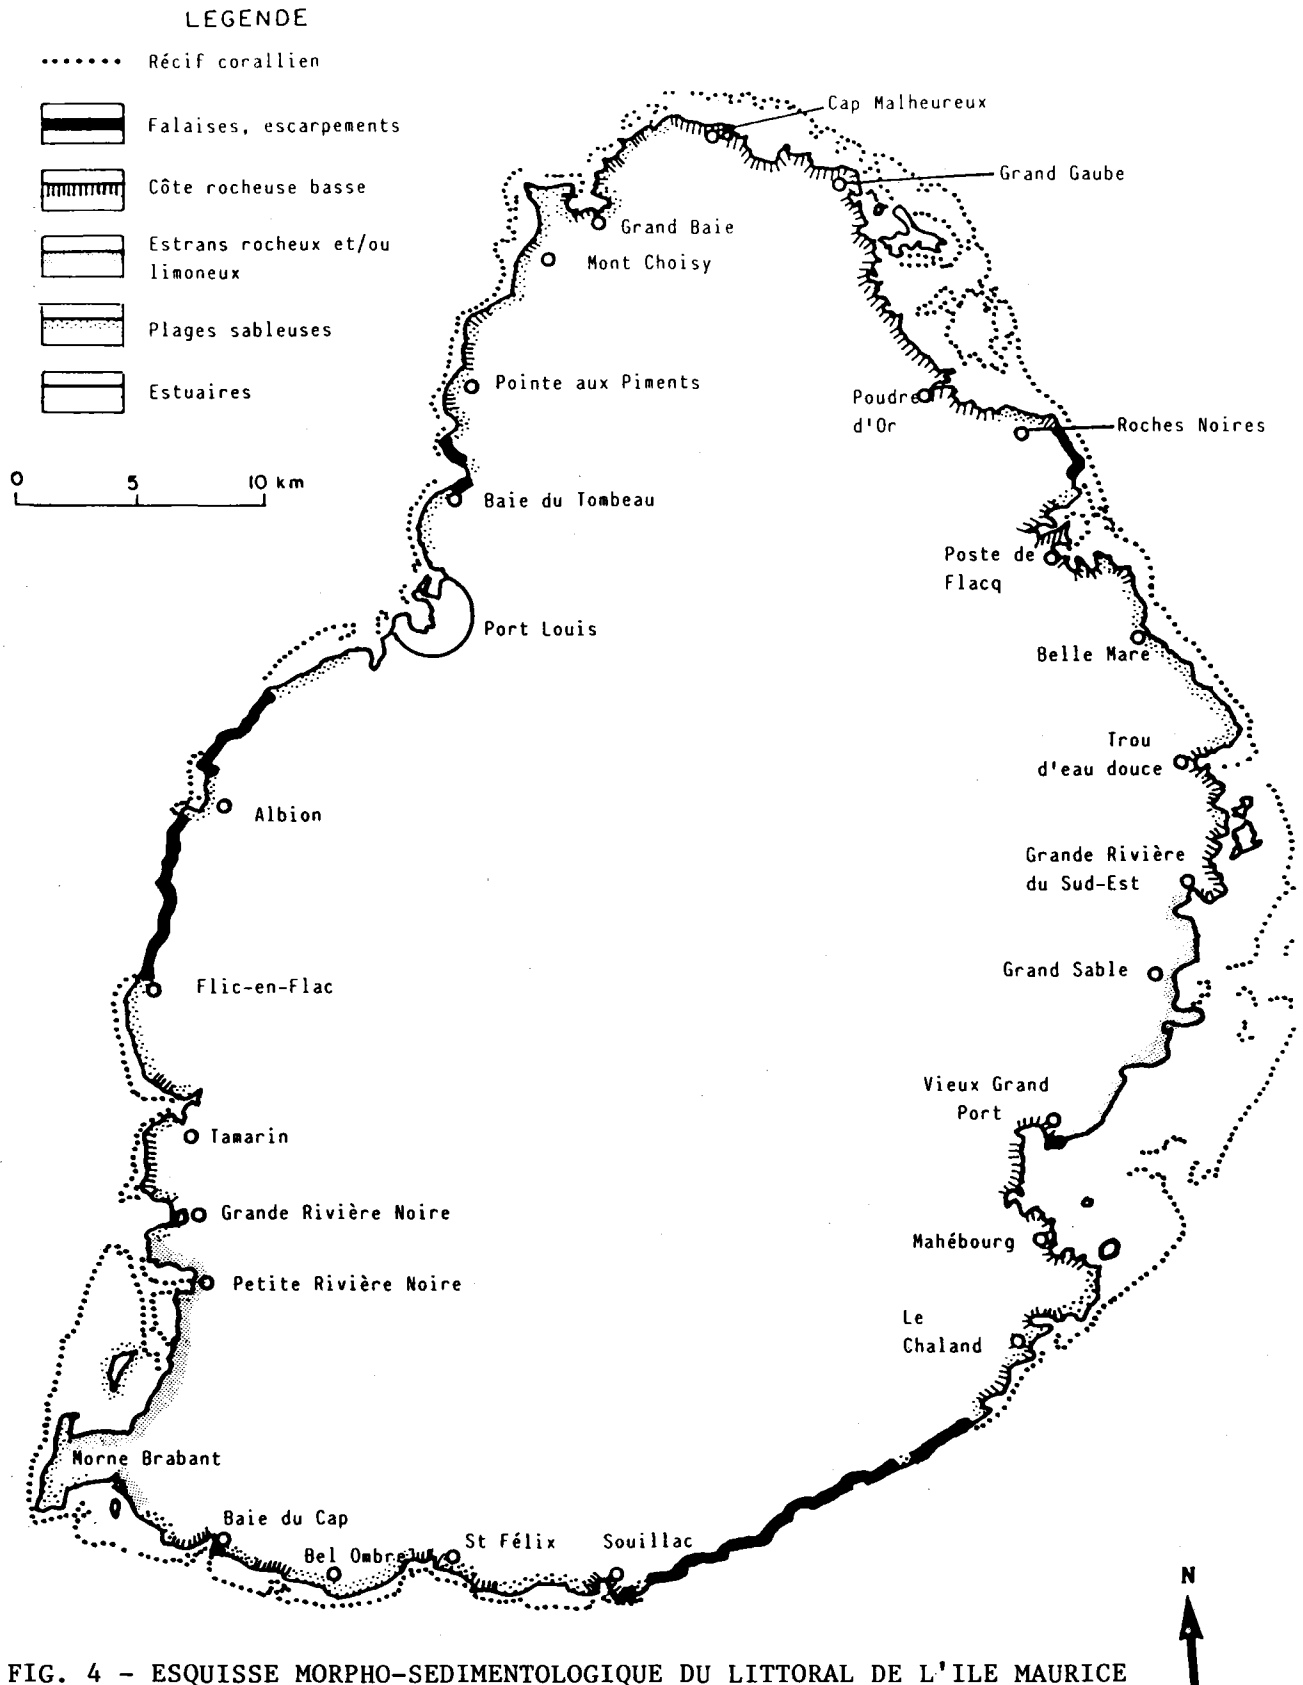 LEGENDE
Récif corallien
Falaises, escarpements
Côte rocheuse basse
Estrans rocheux et/ou
limoneux
Plages sableuses
Estuaires
0 5 10 km
Cap Malheureux
Grand Gaube
Grand Baie
Mont Choisy
Pointe aux Piments
Poudre
d'Or
Roches Noires
Baie du Tombeau
Poste de
Flacq
Port Louis
Belle Mare
Trou
d'eau douce
Albion
Grande Rivière
du Sud-Est
Grand Sable
Flic-en-Flac
Vieux Grand
Port
Tamarin
Grande Rivière Noire
Mahébourg
Petite Rivière Noire
Le
Chaland
Morne Brabant
Baie du Cap
Bel Ombre
St Félix
Souillac
N
FIG. 4 - ESQUISSE MORPHO-SEDIMENTOLOGIQUE DU LITTORAL DE L'ILE MAURICE